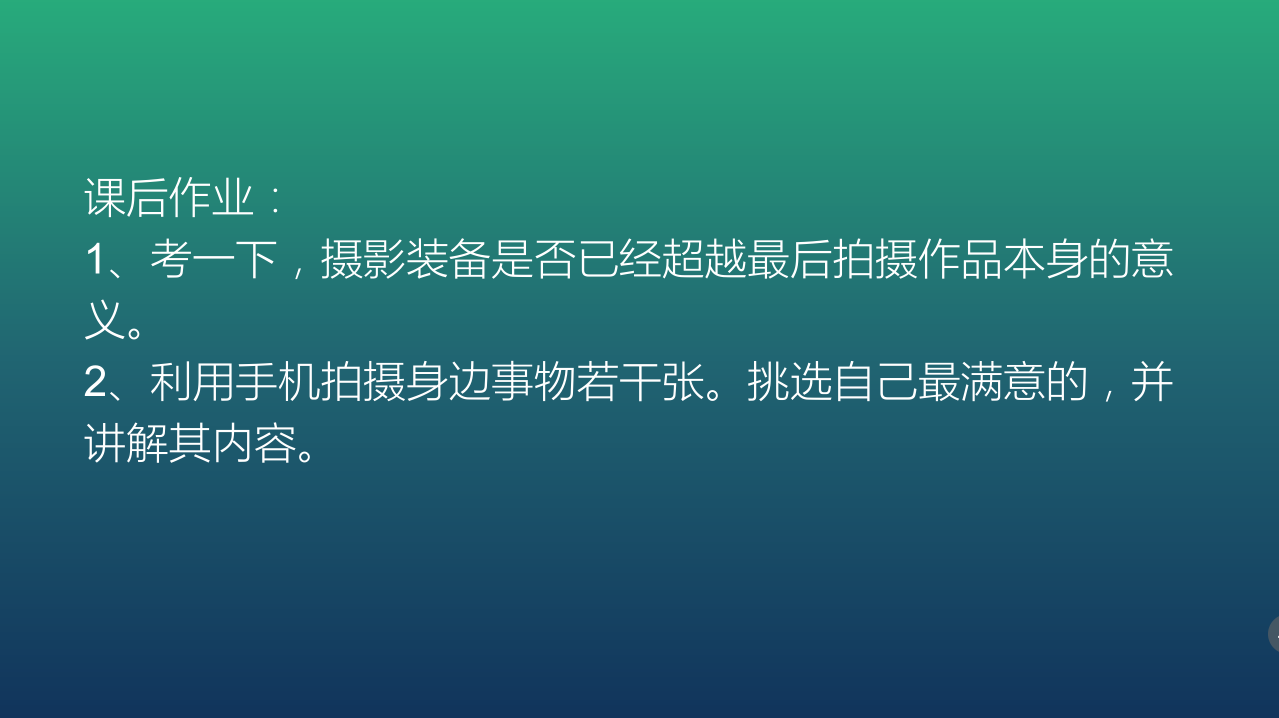 课后作业：
1、考一下，摄影装备是否已经超越最后拍摄作品本身的意
义。
2、利用手机拍摄身边事物若干张。挑选自己最满意的，并
讲解其内容。